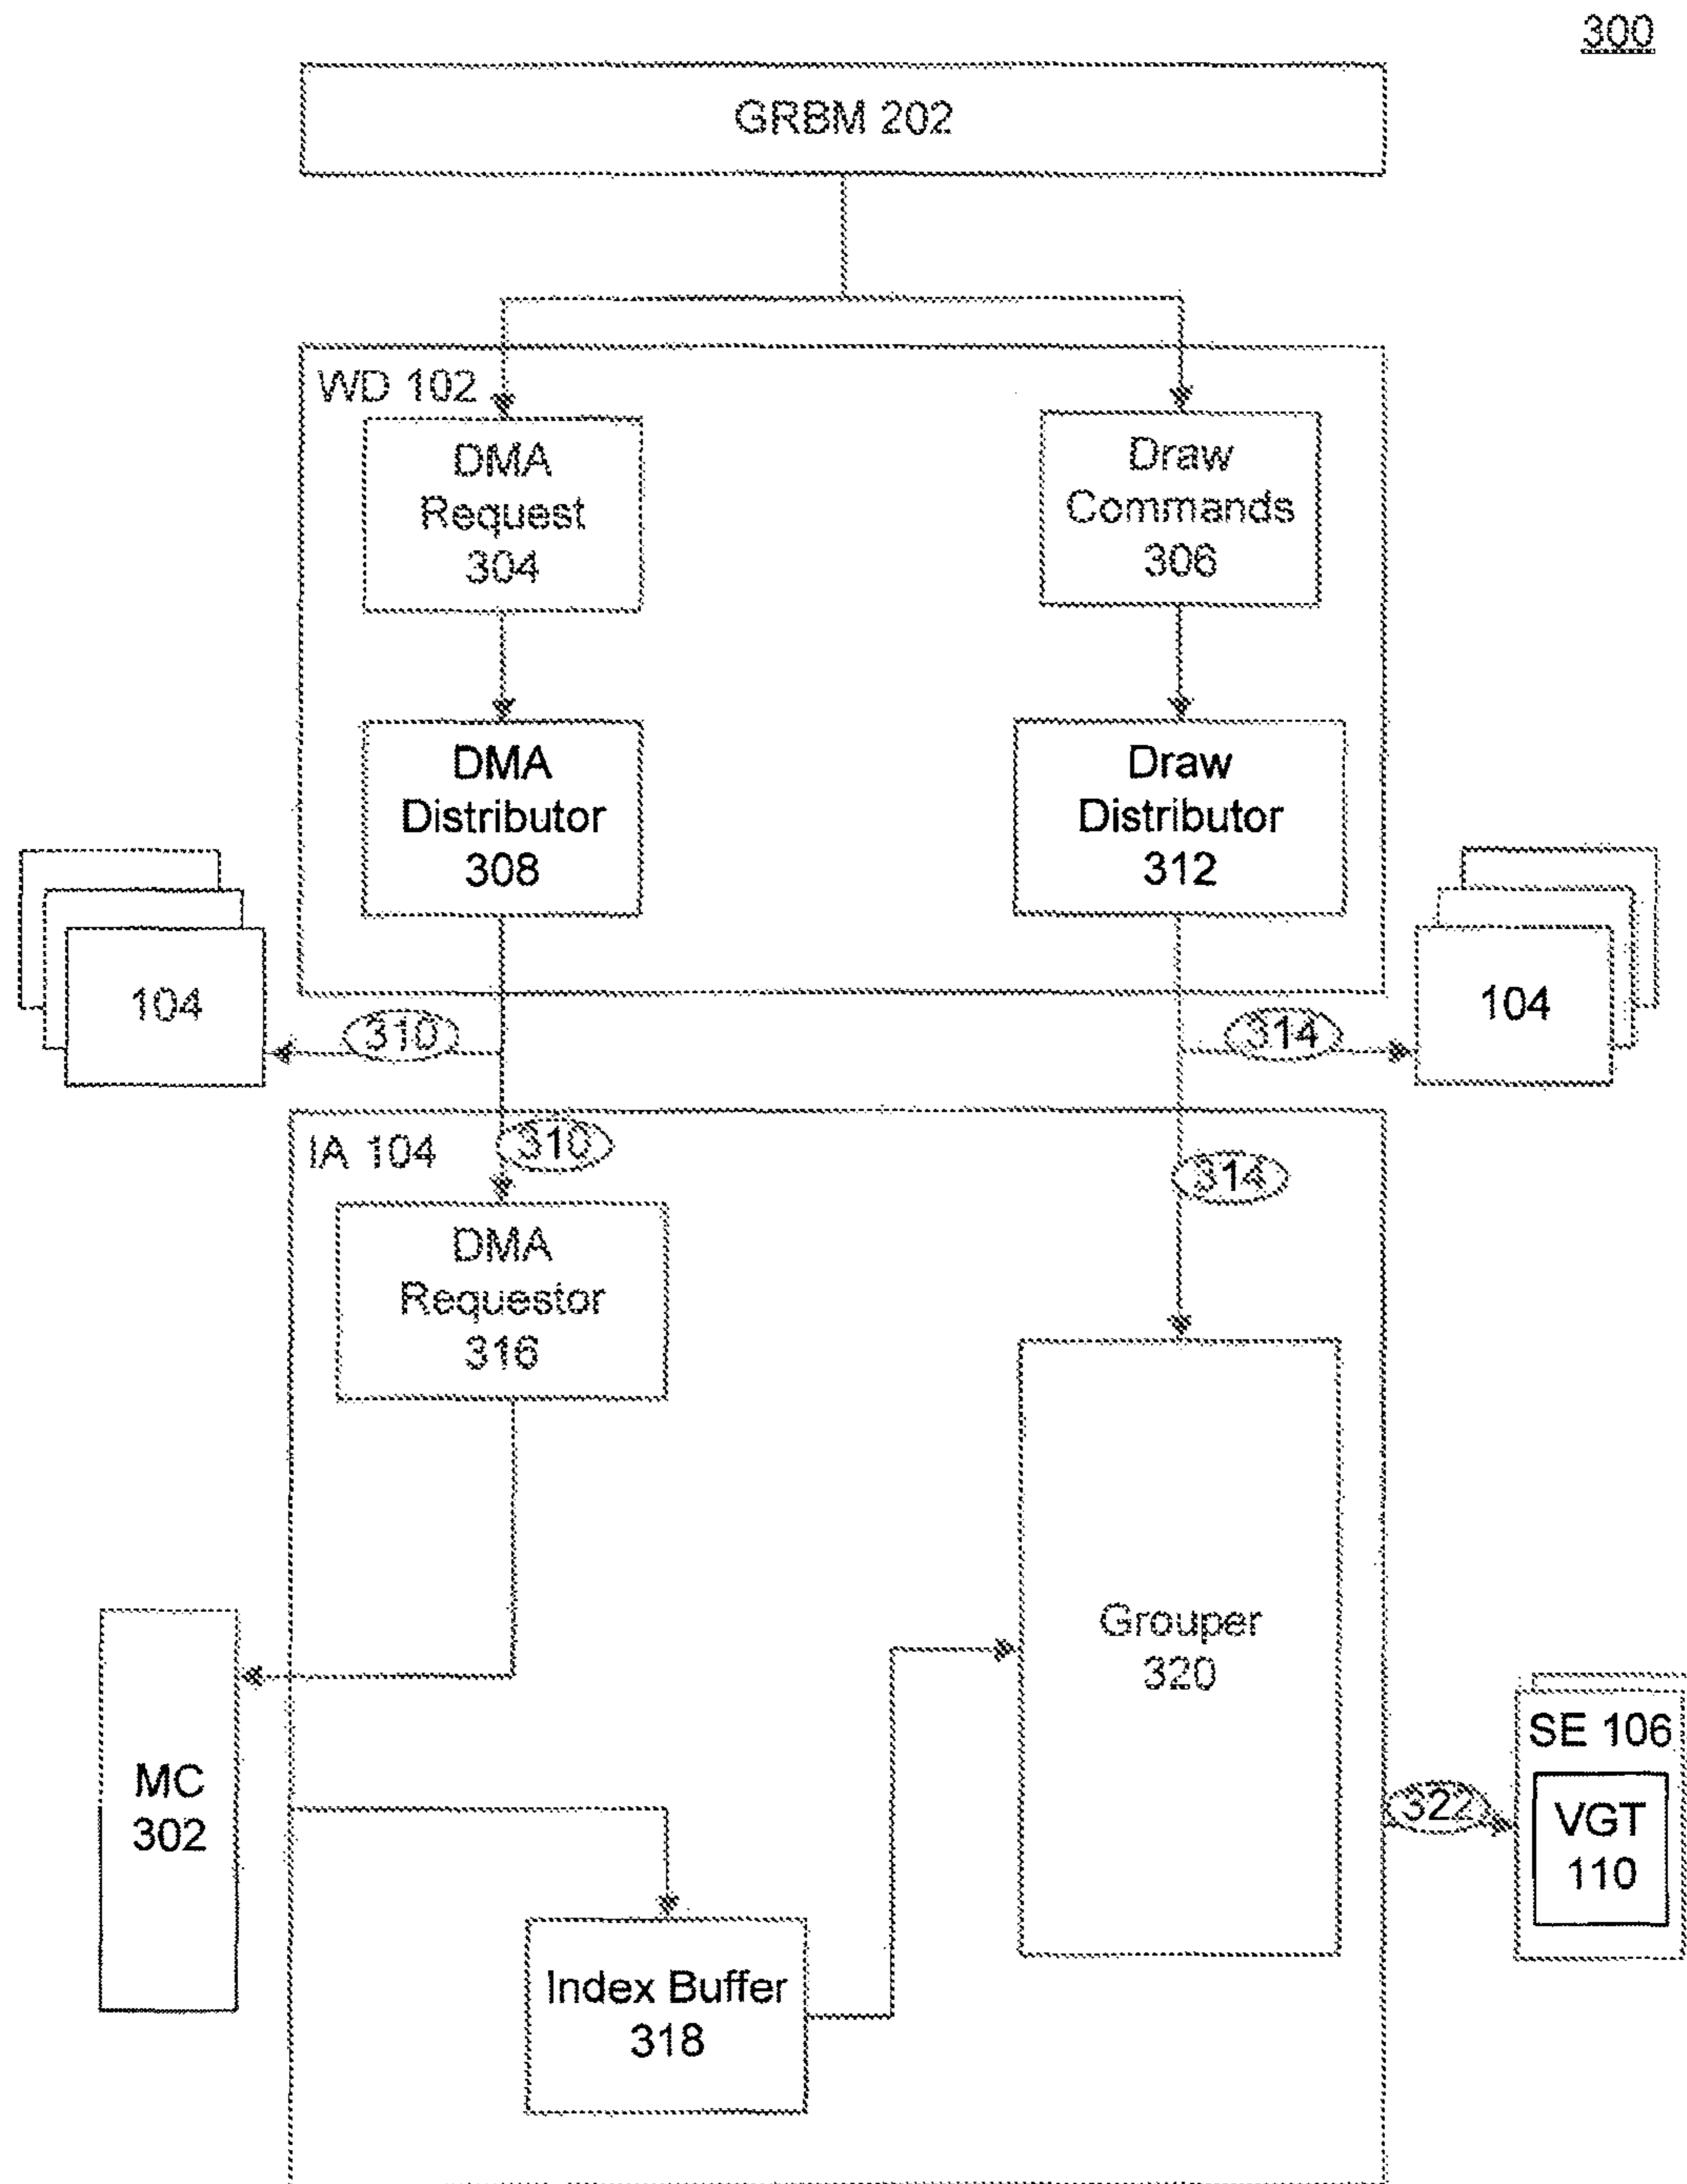 300
GRBM 202
WD 102
DMA
Request
304
Draw
Commands
306
DMA
Distributor
308
Draw
Distributor
312
104
310
314
104
IA 104
310
314
DMA
Requestor
316
Grouper
320
MC
302
SE 106
322
VGT
110
Index Buffer
318